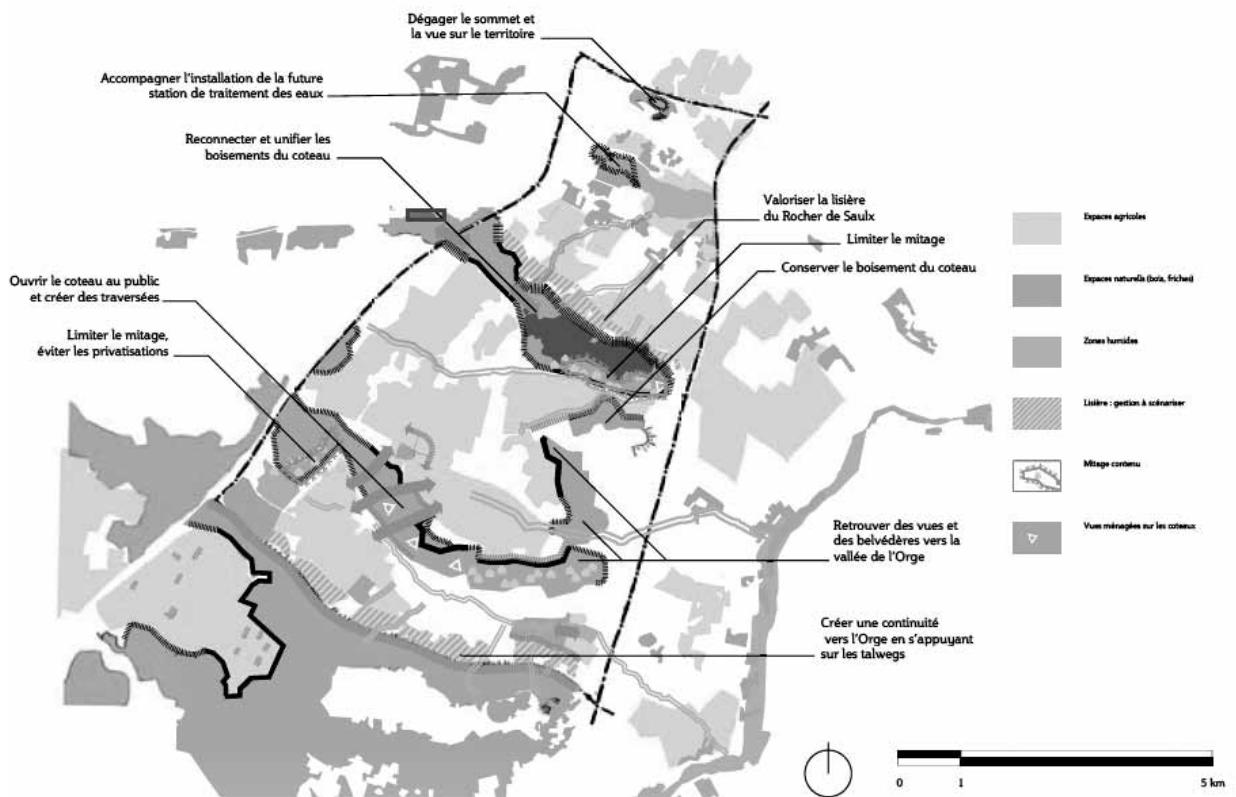 Dégager le sommet et
la vue sur le territoire
Accompagner l'installation de la future
station de traitement des eaux
Reconnecter et unifier les
boisements du coteau
Valoriser la lisière
du Rocher de Saulx
Limiter le mitage
Conserver le boisement du coteau
Ouvrir le coteau au public
et créer des traversées
Limiter le mitage,
éviter les privatisations
Retrouver des vues et
des belvédères vers la
vallée de l'Orge
Créer une continuité
vers l'Orge en s'appuyant
sur les talwegs
Espaces agricoles
Espaces naturells (bois, friches)
Zones humides
Lisière : gestion à scénariser
Mitage contenu
Vues ménagées sur les coteaux
0 1 5 km